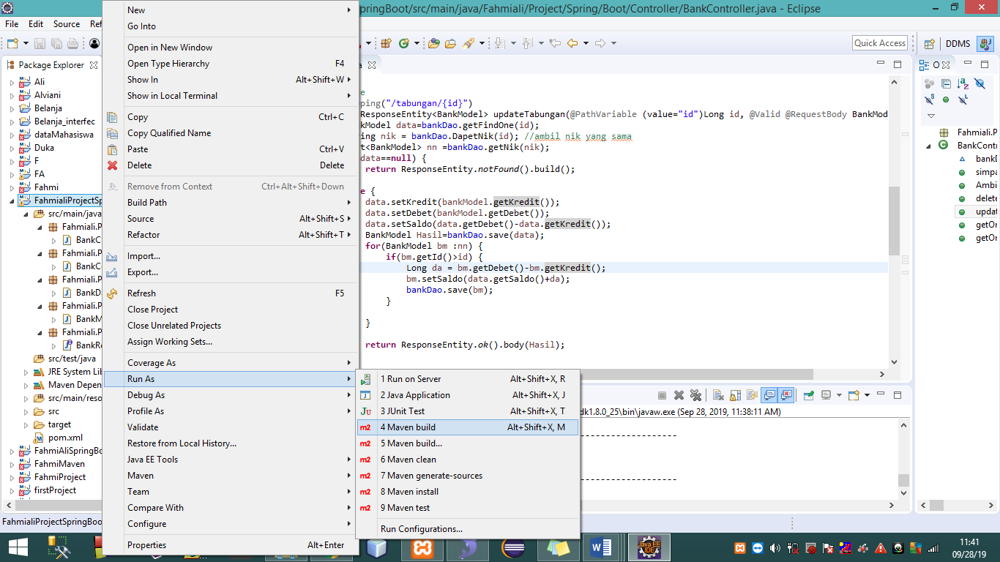 pringBoot/src/main/java/Fahmiali/Project/Spring/Boot/Controller/BankController.java - Eclipse
File Edit Source Ref
Quick Access
DDMS
Package Explorer
Ali
Alviani
Belanja
Belanja_interfec
dataMahasiswa
Duka
F
FA
Fahmi
FahmialiProjectSp
src/main/java
Fahmiali.P
BankC
Fahmiali.P
BankC
Fahmiali.P
BankDa
Fahmiali.P
BankM
Fahmiali.P
BankRe
src/test/java
JRE System Lib
Maven Depen
src/main/reso
src
target
pom.xml
FahmiAliSpringBo
FahmiMaven
FahmiProject
firstProject
FahmialiProjectSpringBoo
New
Go Into
Open in New Window
Open Type Hierarchy F4
Show In Alt+Shift+W
Show in Local Terminal
Copy Ctrl+C
Copy Qualified Name
Paste Ctrl+V
Delete Delete
Remove from Context Ctrl+Alt+Shift+Down
Build Path
Source Alt+Shift+S
Refactor Alt+Shift+T
Import...
Export...
Refresh F5
Close Project
Close Unrelated Projects
Assign Working Sets...
Coverage As
Run As
Debug As
Profile As
Validate
Restore from Local History...
Java EE Tools
Maven
Team
Compare With
Configure
Properties Alt+Enter
1 Run on Server Alt+Shift+X, R
2 Java Application Alt+Shift+X, J
3 JUnit Test Alt+Shift+X, T
4 Maven build Alt+Shift+X, M
5 Maven build...
6 Maven clean
7 Maven generate-sources
8 Maven install
9 Maven test
Run Configurations...
ping("/tabungan/{id}")
ResponseEntity<BankModel> updateTabungan(@PathVariable (value="id")Long id, @Valid @RequestBody BankMod
kModel data=bankDao.getFindOne(id);
ing nik = bankDao.DapetNik(id); //ambil nik yang sama
t<BankModel> nn =bankDao.getNik(nik);
data==null) {
return ResponseEntity.notFound().build();
e {
data.setKredit(bankModel.getKredit());
data.setDebet(bankModel.getDebet());
data.setSaldo(data.getDebet()-data.getKredit());
BankModel Hasil=bankDao.save(data);
for(BankModel bm :nn) {
if(bm.getId()>id) {
Long da = bm.getDebet()-bm.getKredit();
bm.setSaldo(data.getSaldo()+da);
bankDao.save(bm);
}
}
return ResponseEntity.ok().body(Hasil);
dk1.8.0_25\bin\javaw.exe (Sep 28, 2019, 11:38:11 AM)
O
Fahmiali.P
BankContr
bankD
simpa
Ambi
delete
updat
getOr
getOr
Java EE
IDE
11:41
09/28/19